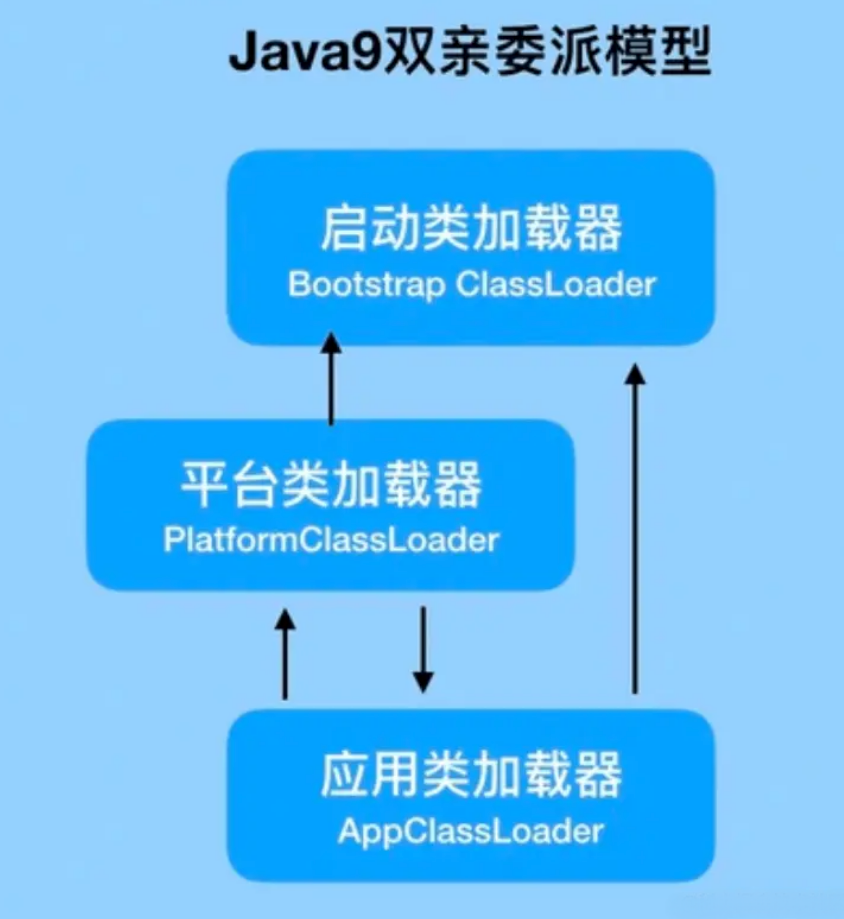 Java9双亲委派模型
启动类加载器
Bootstrap ClassLoader
平台类加载器
PlatformClassLoader
应用类加载器
AppClassLoader